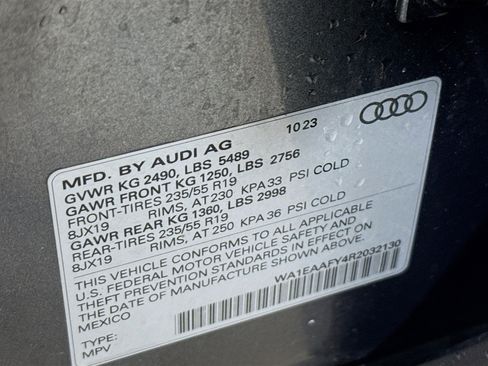 10 23
MFD. BY AUDI AG
GVWR KG 2490, LBS 5489
GAWR FRONT KG 1250, LBS 2756
FRONT-TIRES 235/55 R19
8JX19 RIMS, AT 230 KPA 33 PSI COLD
GAWR REAR KG 1360, LBS 2998
REAR-TIRES 235/55 R19
8JX19 RIMS, AT 250 KPA 36 PSI COLD
THIS VEHICLE CONFORMS TO ALL APPLICABLE
U.S. FEDERAL MOTOR VEHICLE SAFETY AND
THEFT PREVENTION STANDARDS IN EFFECT ON
THE DATE OF MANUFACTURE SHOWN ABOVE
MEXICO
WA1EAAFY4R2032130
TYPE:
MPV